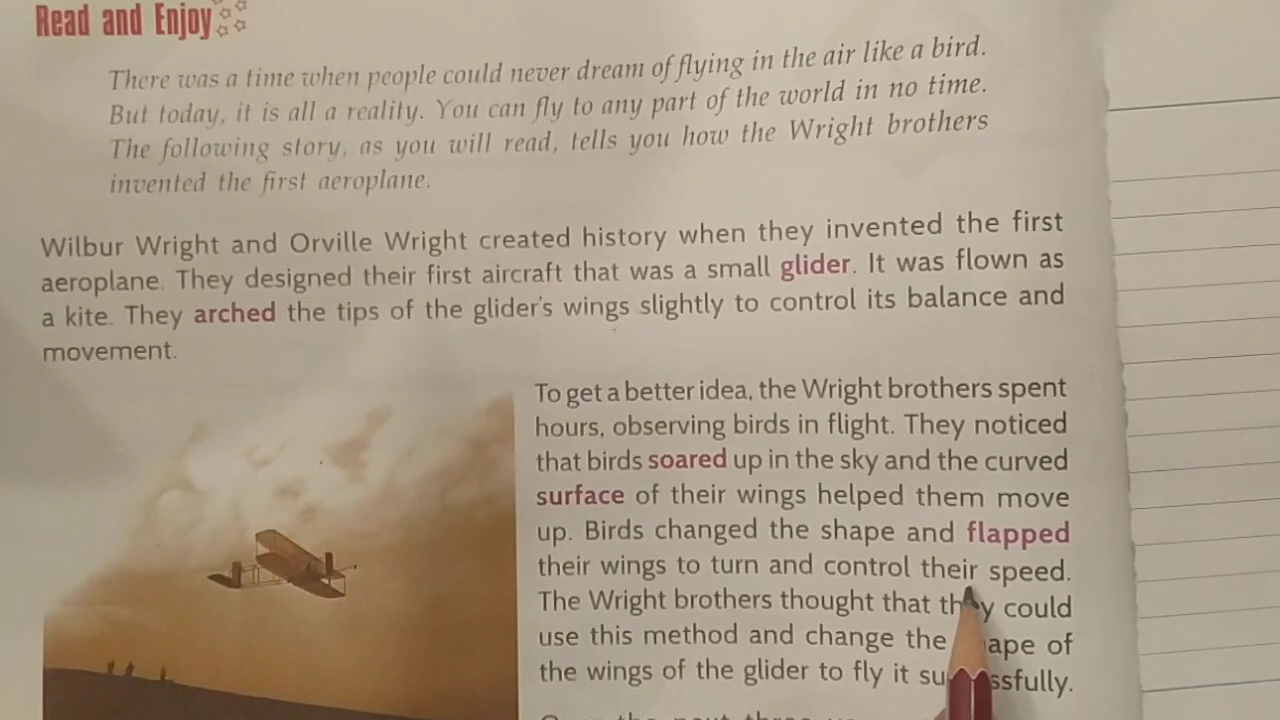 Read and Enjoy
There was a time when people could never dream of flying in the air like a bird.
But today, it is all a reality. You can fly to any part of the world in no time.
The following story, as you will read, tells you how the Wright brothers
invented the first aeroplane.
Wilbur Wright and Orville Wright created history when they invented the first
aeroplane. They designed their first aircraft that was a small glider. It was flown as
a kite. They arched the tips of the glider's wings slightly to control its balance and
movement.
To get a better idea, the Wright brothers spent
hours, observing birds in flight. They noticed
that birds soared up in the sky and the curved
surface of their wings helped them move
up. Birds changed the shape and flapped
their wings to turn and control their speed.
The Wright brothers thought that they could
use this method and change the of
the wings of the glider to fly it